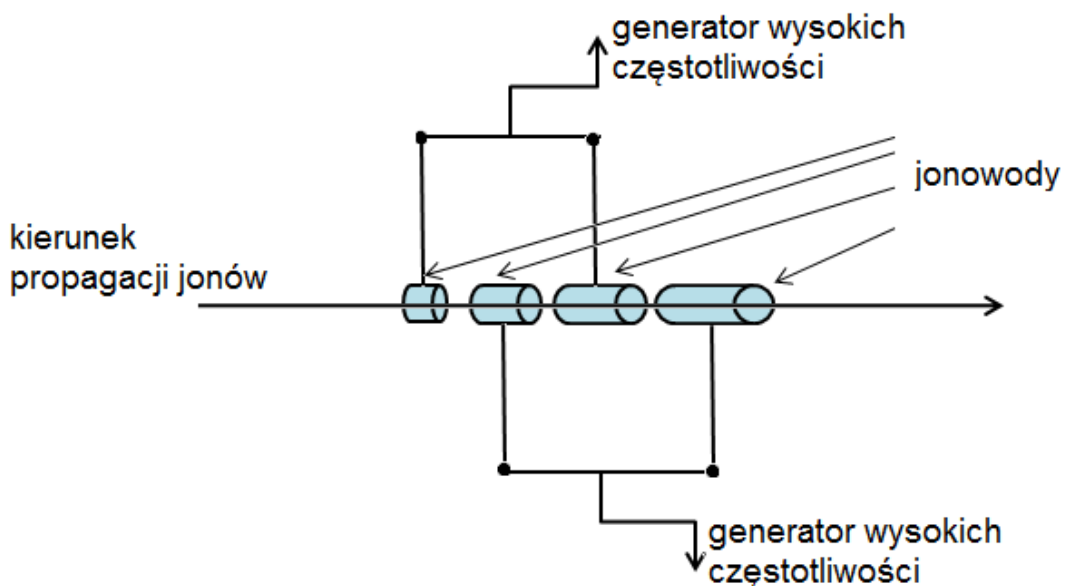 generator wysokich
częstotliwości
jonowody
kierunek
propagacji jonów
generator wysokich
częstotliwości